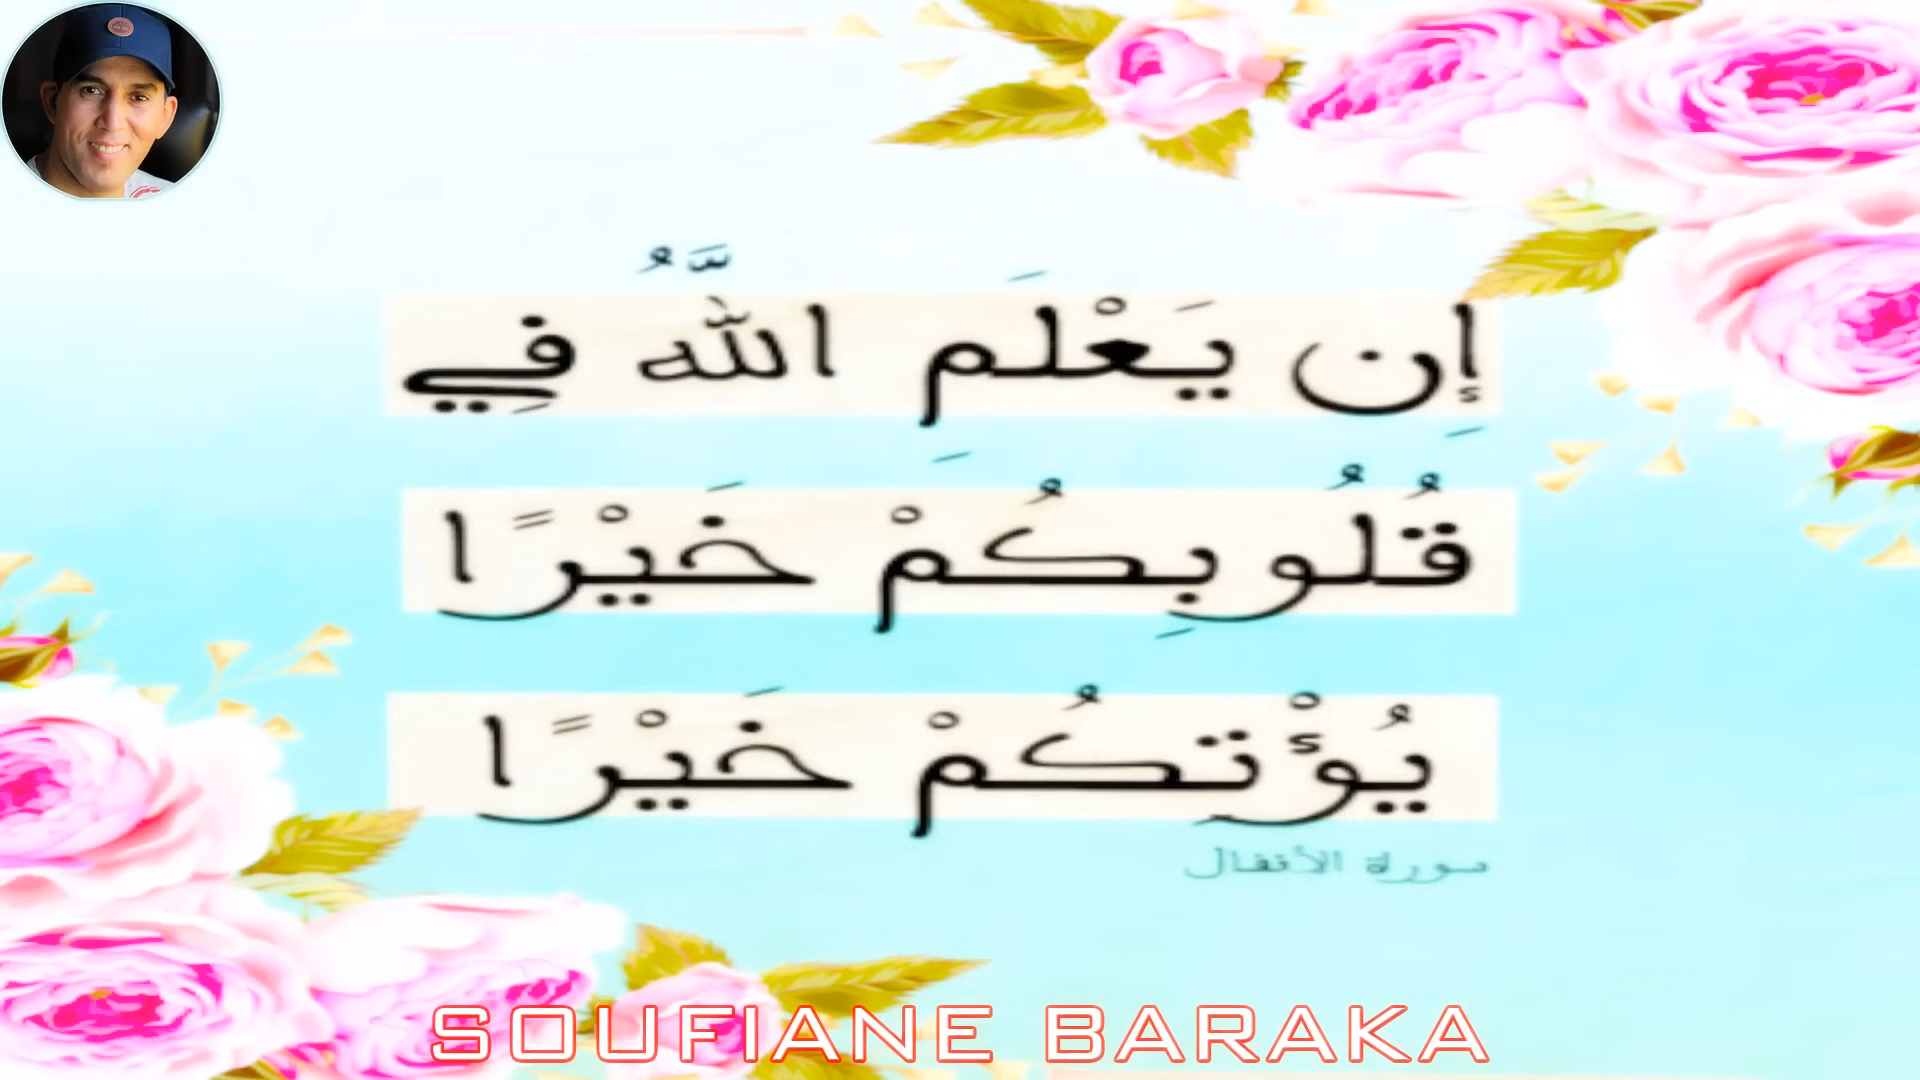 إِن يَعْلَمِ اللَّهُ فِي
قُلُوبِكُمْ خَيْرًا
يُؤْتِكُمْ خَيْرًا
سورة الأنفال
SOUFIANE BARAKA